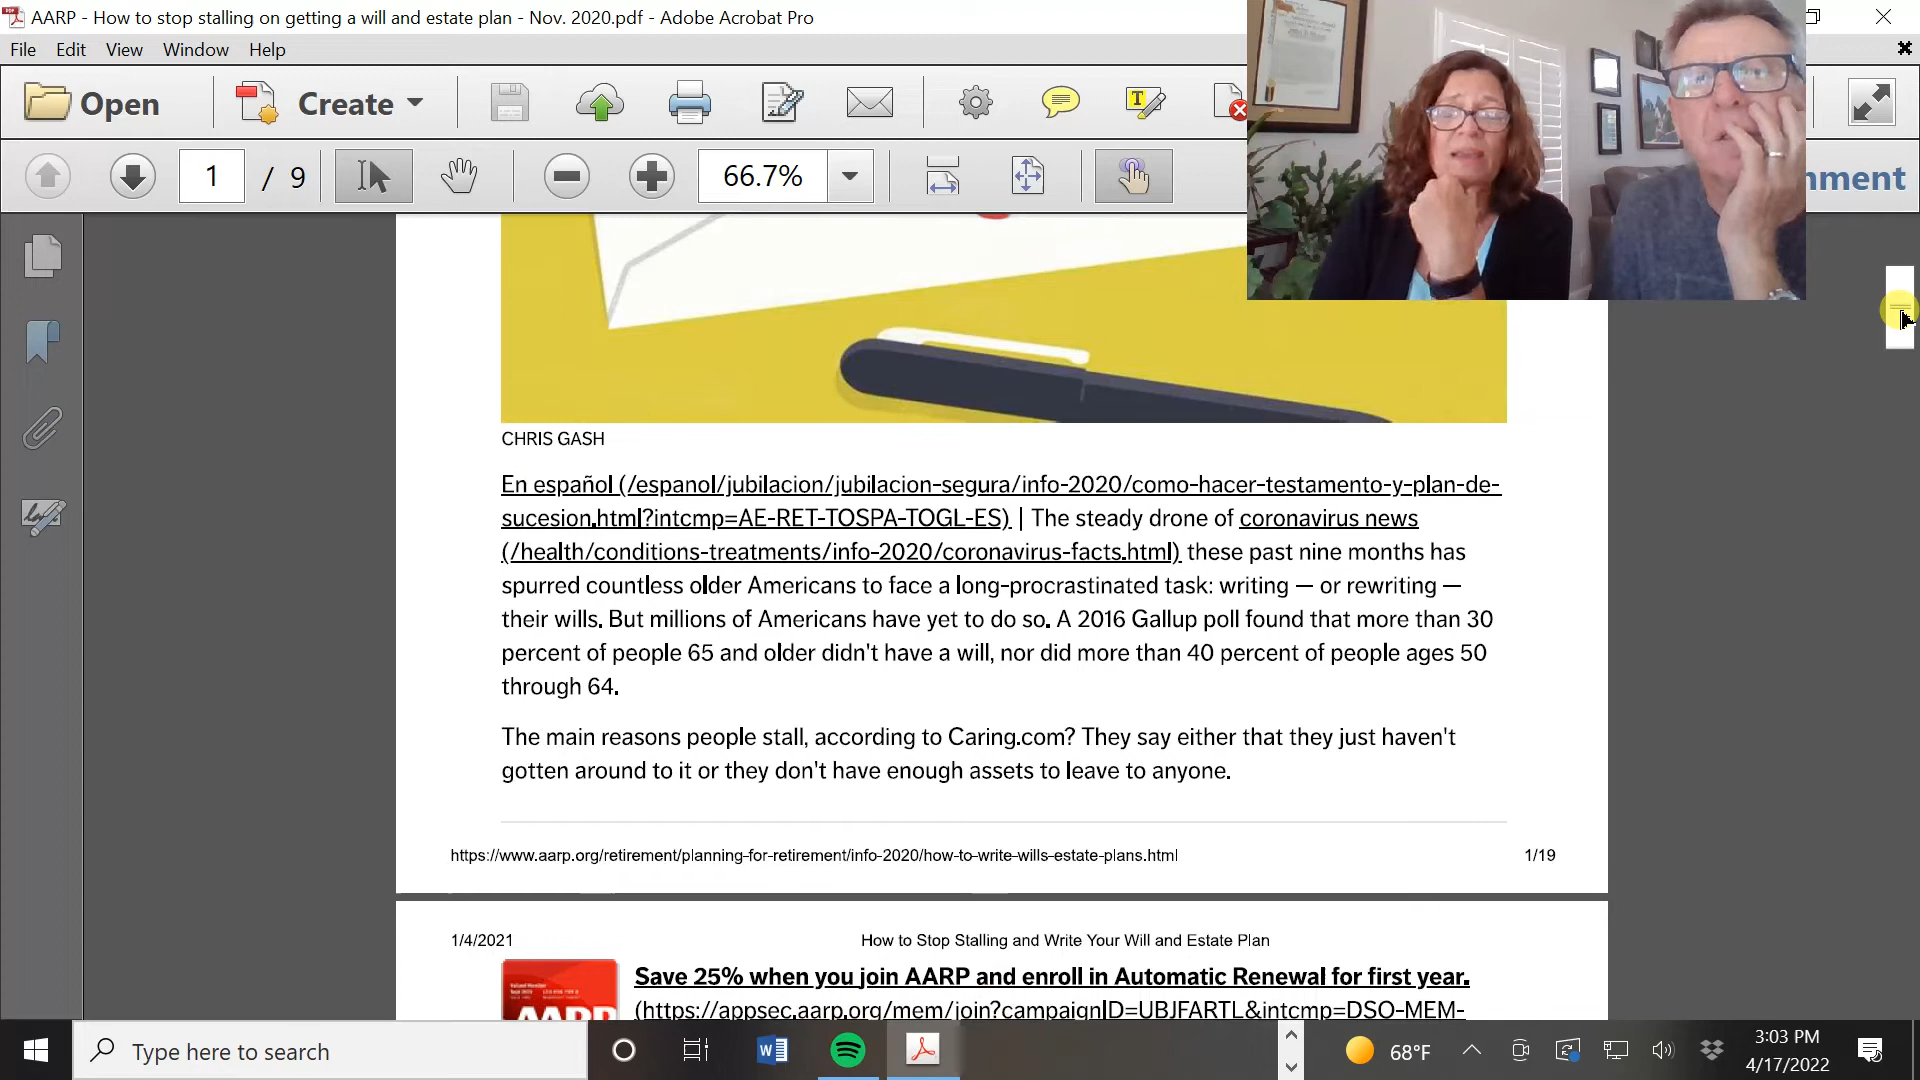 AARP - How to stop stalling on getting a will and estate plan - Nov. 2020.pdf - Adobe Acrobat Pro
File Edit View Window Help
Open Create
1 / 9 66.7% nment
CHRIS GASH
En español (/espanol/jubilacion/jubilacion-segura/info-2020/como-hacer-testamento-y-plan-de-
sucesion.html?intcmp=AE-RET-TOSPA-TOGL-ES) | The steady drone of coronavirus news
(/health/conditions-treatments/info-2020/coronavirus-facts.html) these past nine months has
spurred countless older Americans to face a long-procrastinated task: writing — or rewriting —
their wills. But millions of Americans have yet to do so. A 2016 Gallup poll found that more than 30
percent of people 65 and older didn't have a will, nor did more than 40 percent of people ages 50
through 64.
The main reasons people stall, according to Caring.com? They say either that they just haven't
gotten around to it or they don't have enough assets to leave to anyone.
https://www.aarp.org/retirement/planning-for-retirement/info-2020/how-to-write-wills-estate-plans.html 1/19
1/4/2021 How to Stop Stalling and Write Your Will and Estate Plan
Save 25% when you join AARP and enroll in Automatic Renewal for first year.
AARP (https://appsec.aarp.org/mem/join?campaignID=UBJFARTL&intcmp=DSO-MEM-
Type here to search 68°F 3:03 PM
4/17/2022